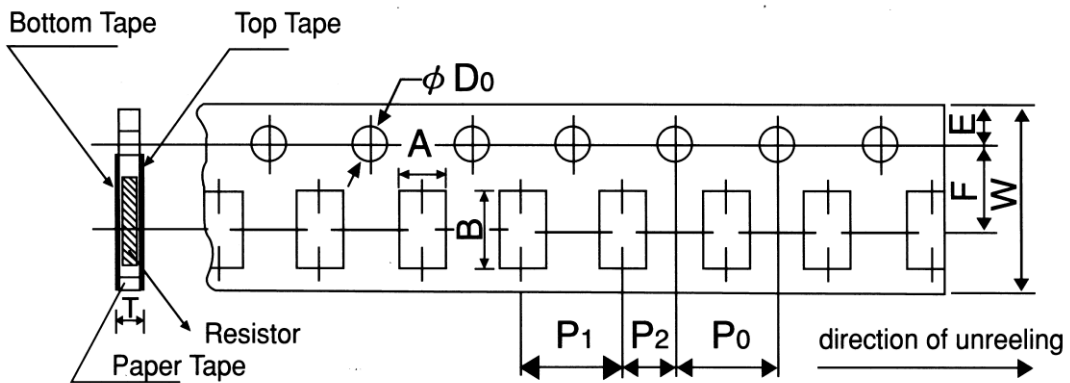 Bottom Tape
Top Tape
ϕ D0
A
B
E
F
W
T
Resistor
Paper Tape
P1
P2
P0
direction of unreeling